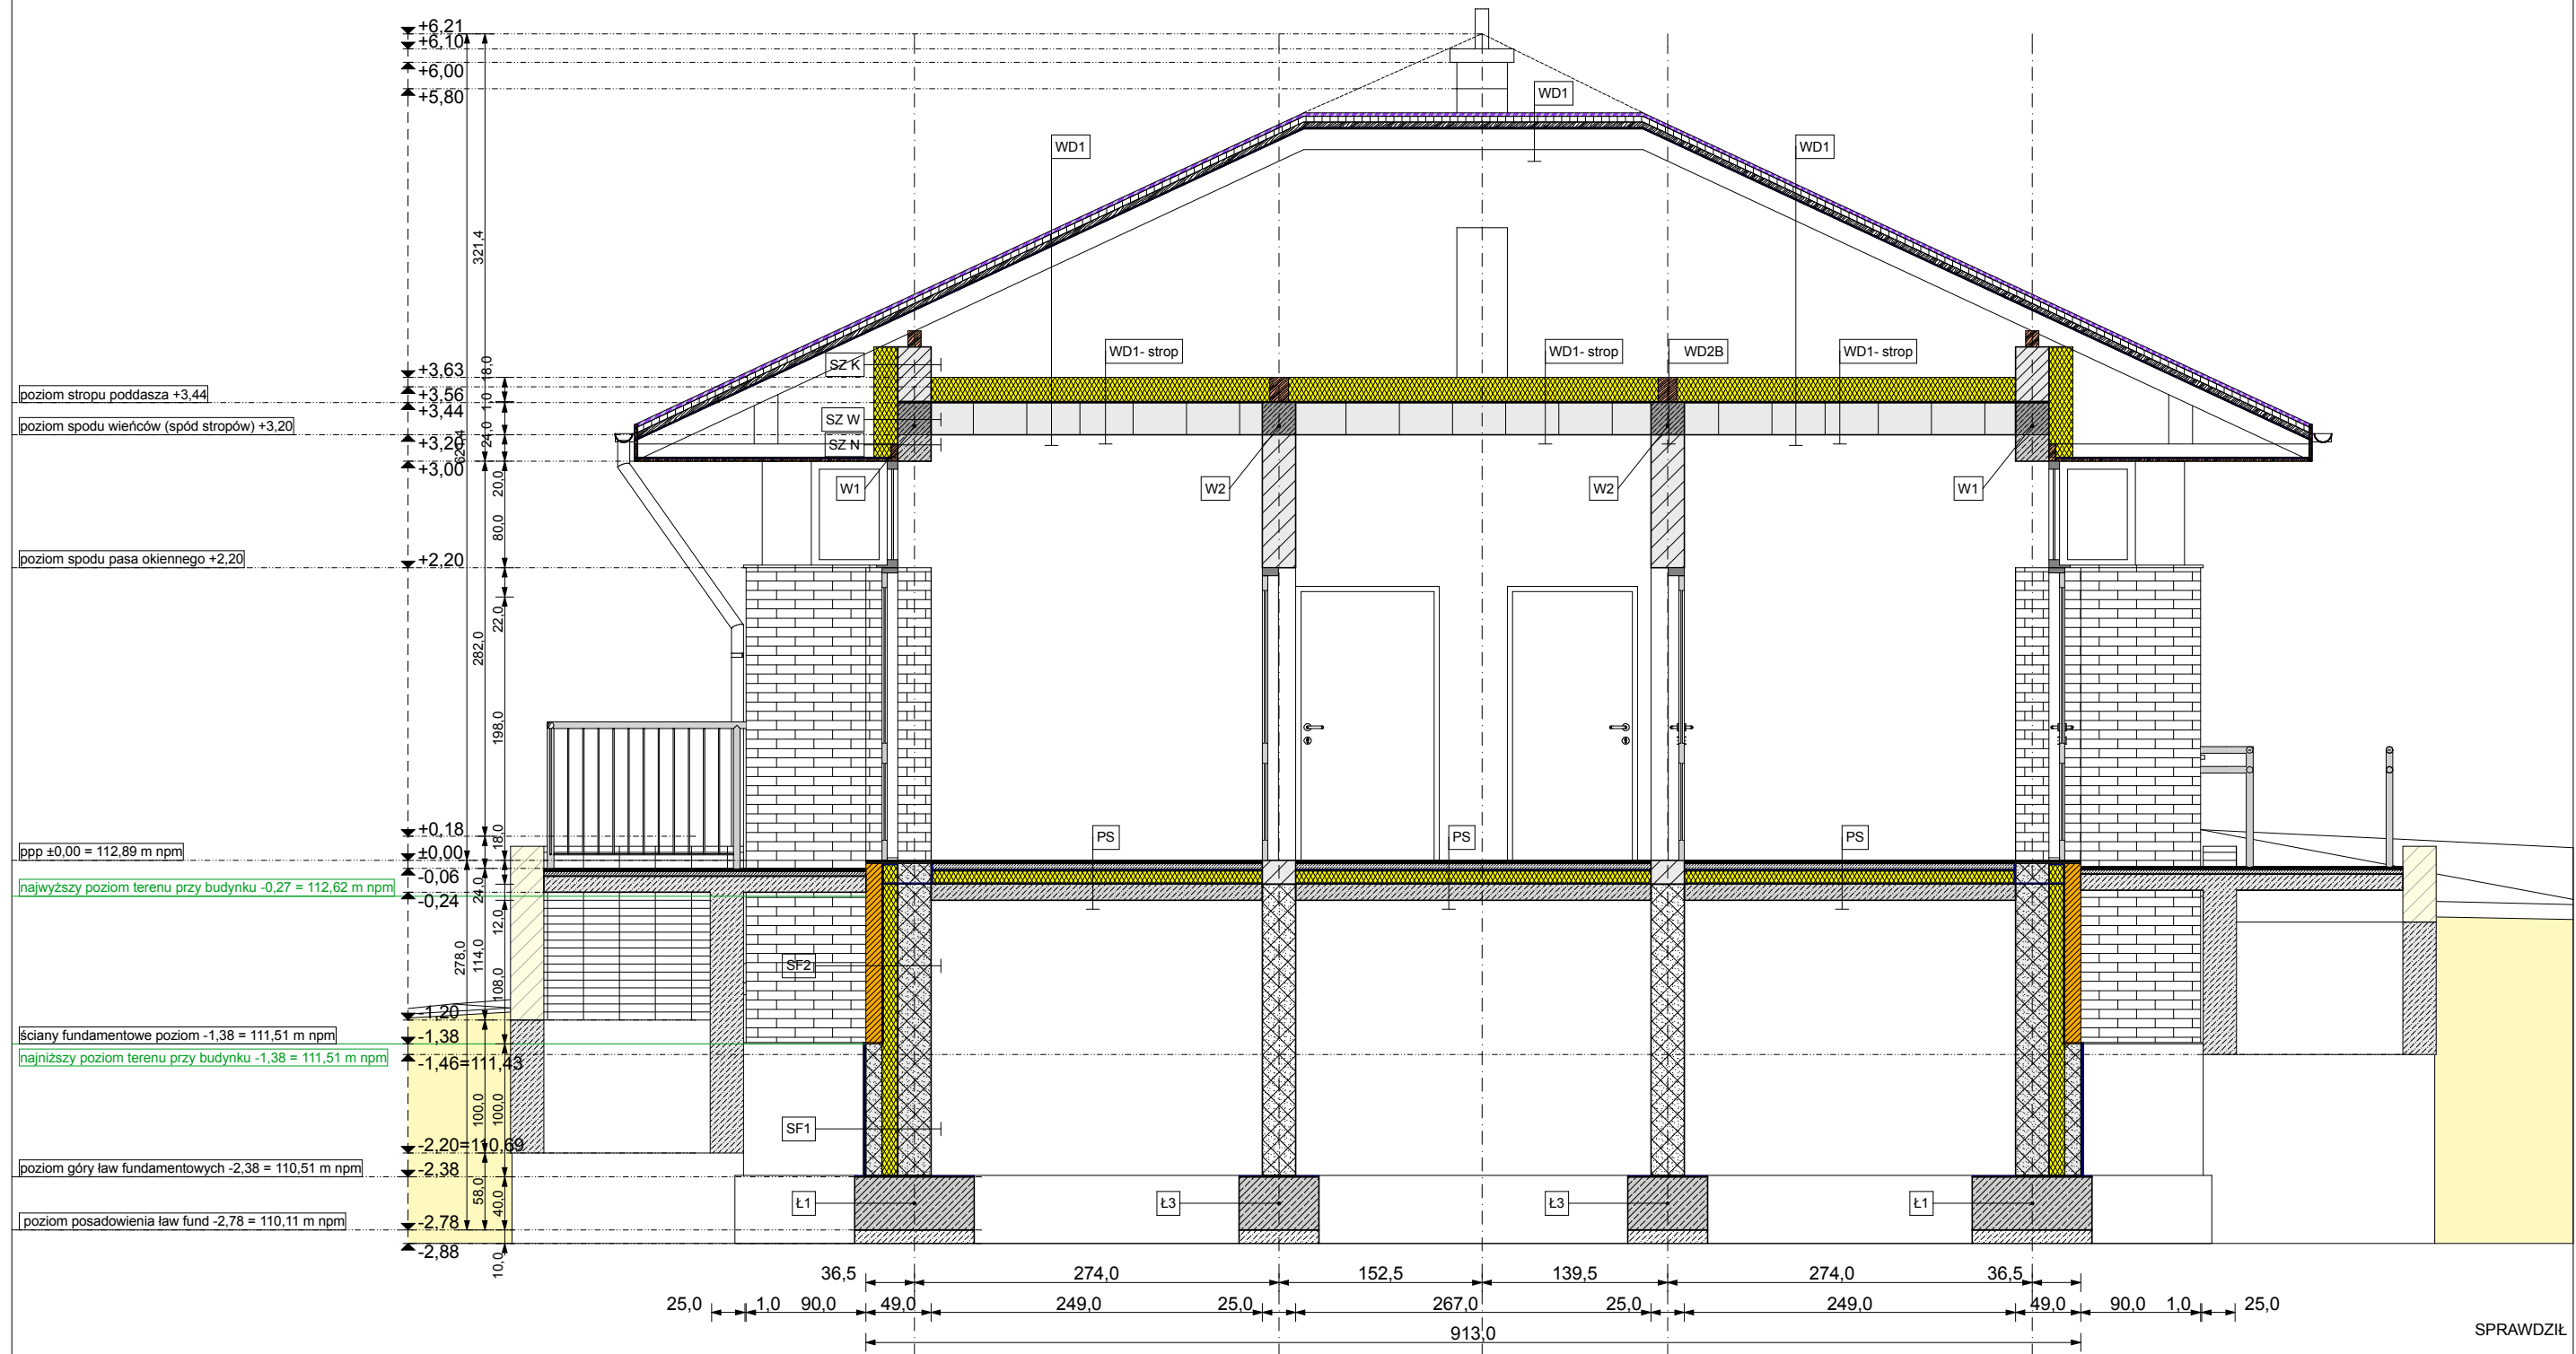 +6,21
+6,10
+6,00
+5,80
WD1
WD1
WD1
321,4
WD1- strop
WD1- strop
WD2B
WD1- strop
SZ K
SZ W
SZ N
+3,63
+3,56
poziom stropu poddasza +3,44
+3,44
poziom spodu wieńców (spód stropów) +3,20
+3,20
+3,00
18,0
1,0
24,0
62,4
20,0
W1
W2
W2
W1
80,0
poziom spodu pasa okiennego +2,20
+2,20
22,0
282,0
198,0
+0,18
18,0
PS
PS
PS
ppp ±0,00 = 112,89 m npm
±0,00
-0,06
najwyższy poziom terenu przy budynku -0,27 = 112,62 m npm
-0,24
24,0
12,0
278,0
114,0
108,0
SF2
-1,20
ściany fundamentowe poziom -1,38 = 111,51 m npm
-1,38
najniższy poziom terenu przy budynku -1,38 = 111,51 m npm
-1,46=111,43
100,0
100,0
SF1
-2,20=110,69
poziom góry ław fundamentowych -2,38 = 110,51 m npm
-2,38
58,0
40,0
Ł1
Ł3
Ł3
Ł1
poziom posadowienia ław fund -2,78 = 110,11 m npm
-2,78
-2,88
10,0
36,5 274,0 152,5 139,5 274,0 36,5
25,0 1,0 90,0 49,0 249,0 25,0 267,0 25,0 249,0 49,0 90,0 1,0 25,0
913,0
SPRAWDZIŁ